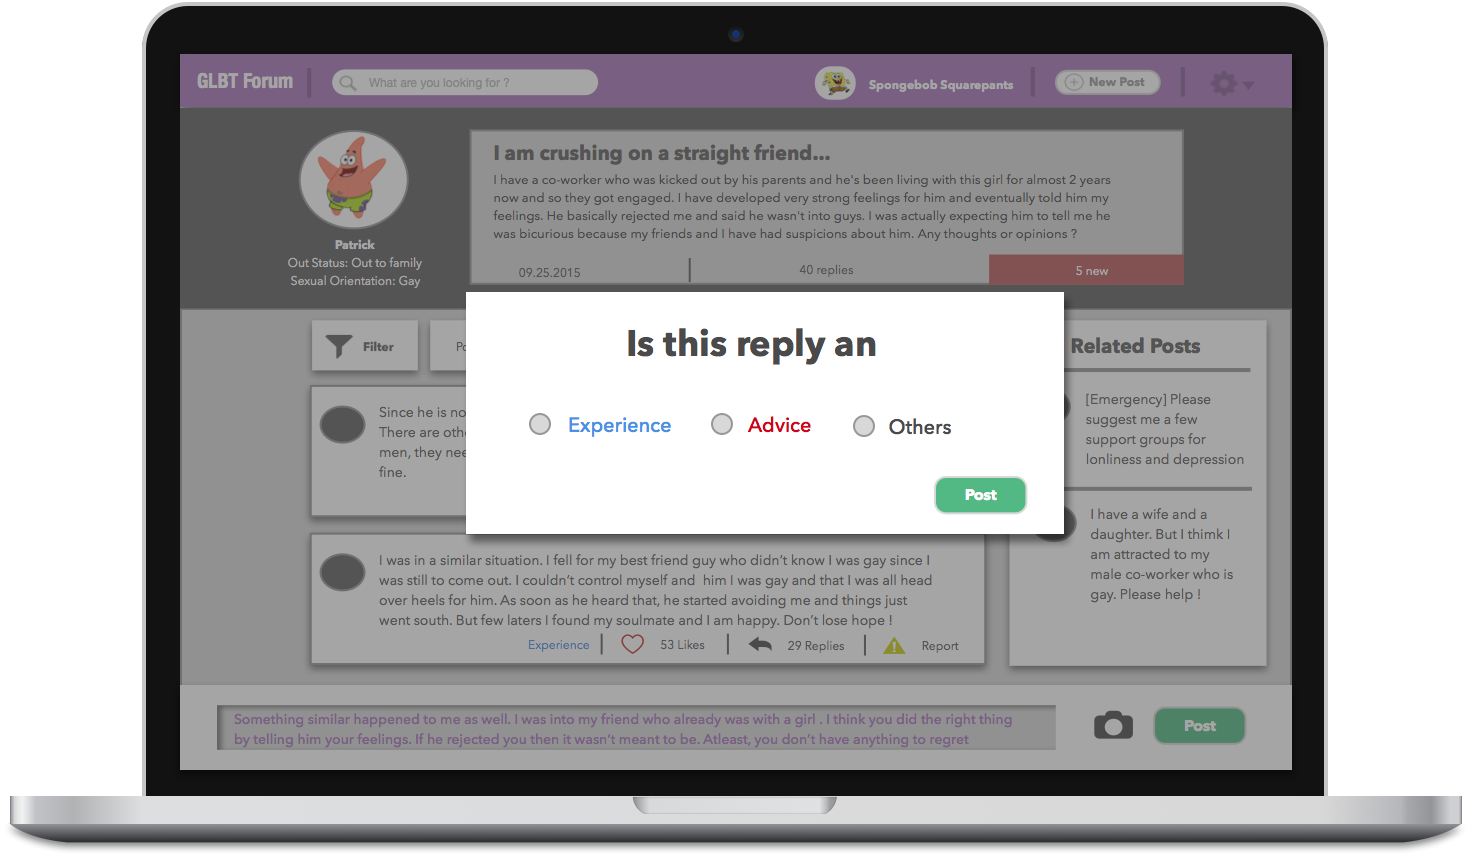 GLBT Forum
What are you looking for ?
Spongebob Squarepants
New Post
I am crushing on a straight friend...
I have a co-worker who was kicked out by his parents and he's been living with this girl for almost 2 years
now and so they got engaged. I have developed very strong feelings for him and eventually told him my
feelings. He basically rejected me and said he wasn't into guys. I was actually expecting him to tell me he
was bicurious because my friends and I have had suspicions about him. Any thoughts or opinions ?
Patrick
Out Status: Out to family
Sexual Orientation: Gay
09.25.2015
40 replies
5 new
Is this reply an
Experience
Advice
Others
Post
Filter
Since he is no
There are othe
men, they nee
fine.
I was in a similar situation. I fell for my best friend guy who didn't know I was gay since I
was still to come out. I couldn't control myself and him I was gay and that I was all head
over heels for him. As soon as he heard that, he started avoiding me and things just
went south. But few laters I found my soulmate and I am happy. Don't lose hope !
Experience
53 Likes
29 Replies
Report
Related Posts
[Emergency] Please
suggest me a few
support groups for
lonliness and depression
I have a wife and a
daughter. But I thimk I
am attracted to my
male co-worker who is
gay. Please help !
Something similar happened to me as well. I was into my friend who already was with a girl . I think you did the right thing
by telling him your feelings. If he rejected you then it wasn't meant to be. Atleast, you don't have anything to regret
Post